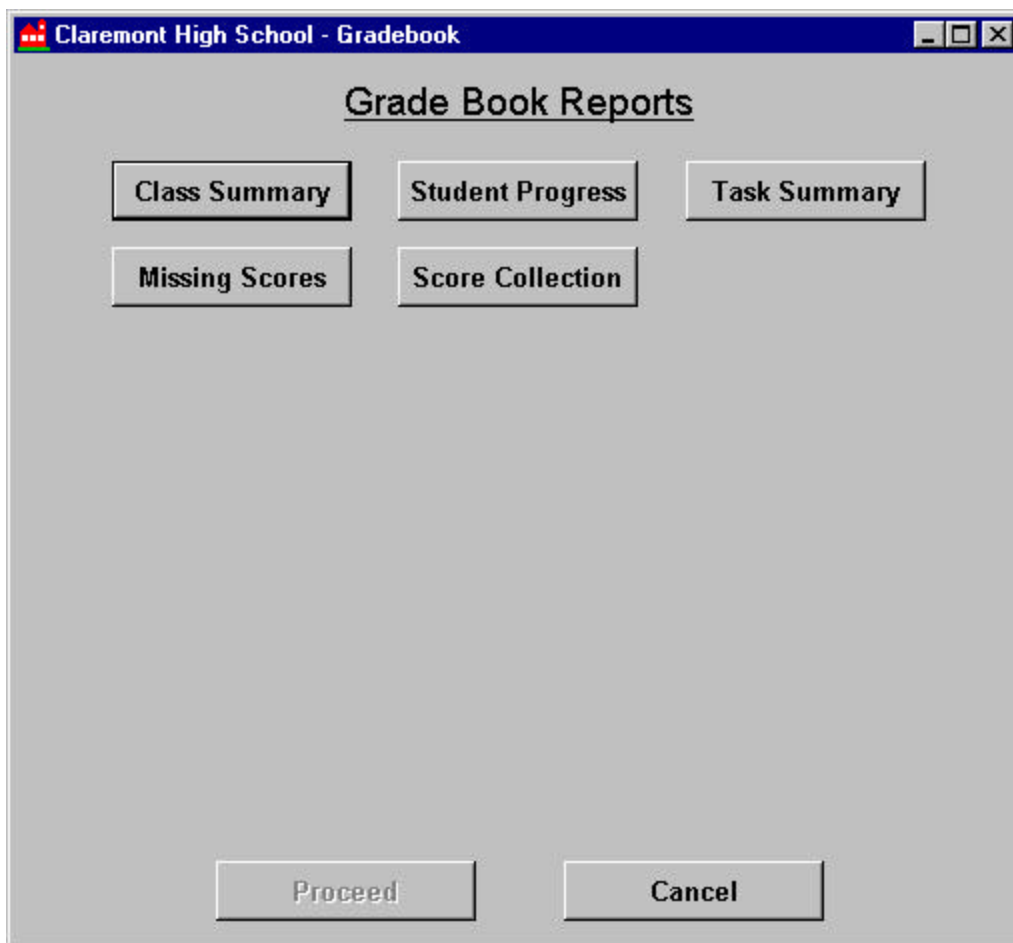 Claremont High School - Gradebook
Grade Book Reports
Class Summary Student Progress Task Summary
Missing Scores Score Collection
Proceed Cancel